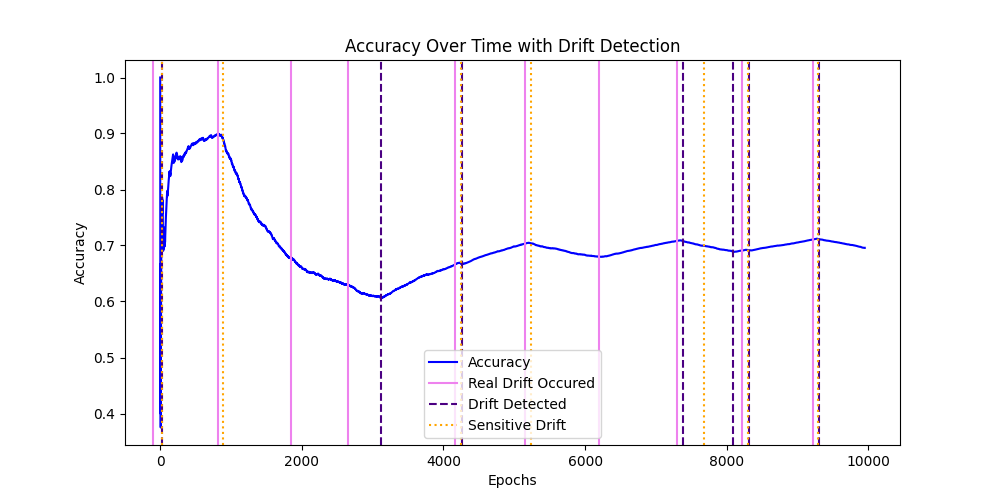 Accuracy Over Time with Drift Detection
1.0
0.9
0.8
0.7
0.6
0.5
0.4
Accuracy
Accuracy
Real Drift Occured
Drift Detected
Sensitive Drift
0 2000 4000 6000 8000 10000
Epochs